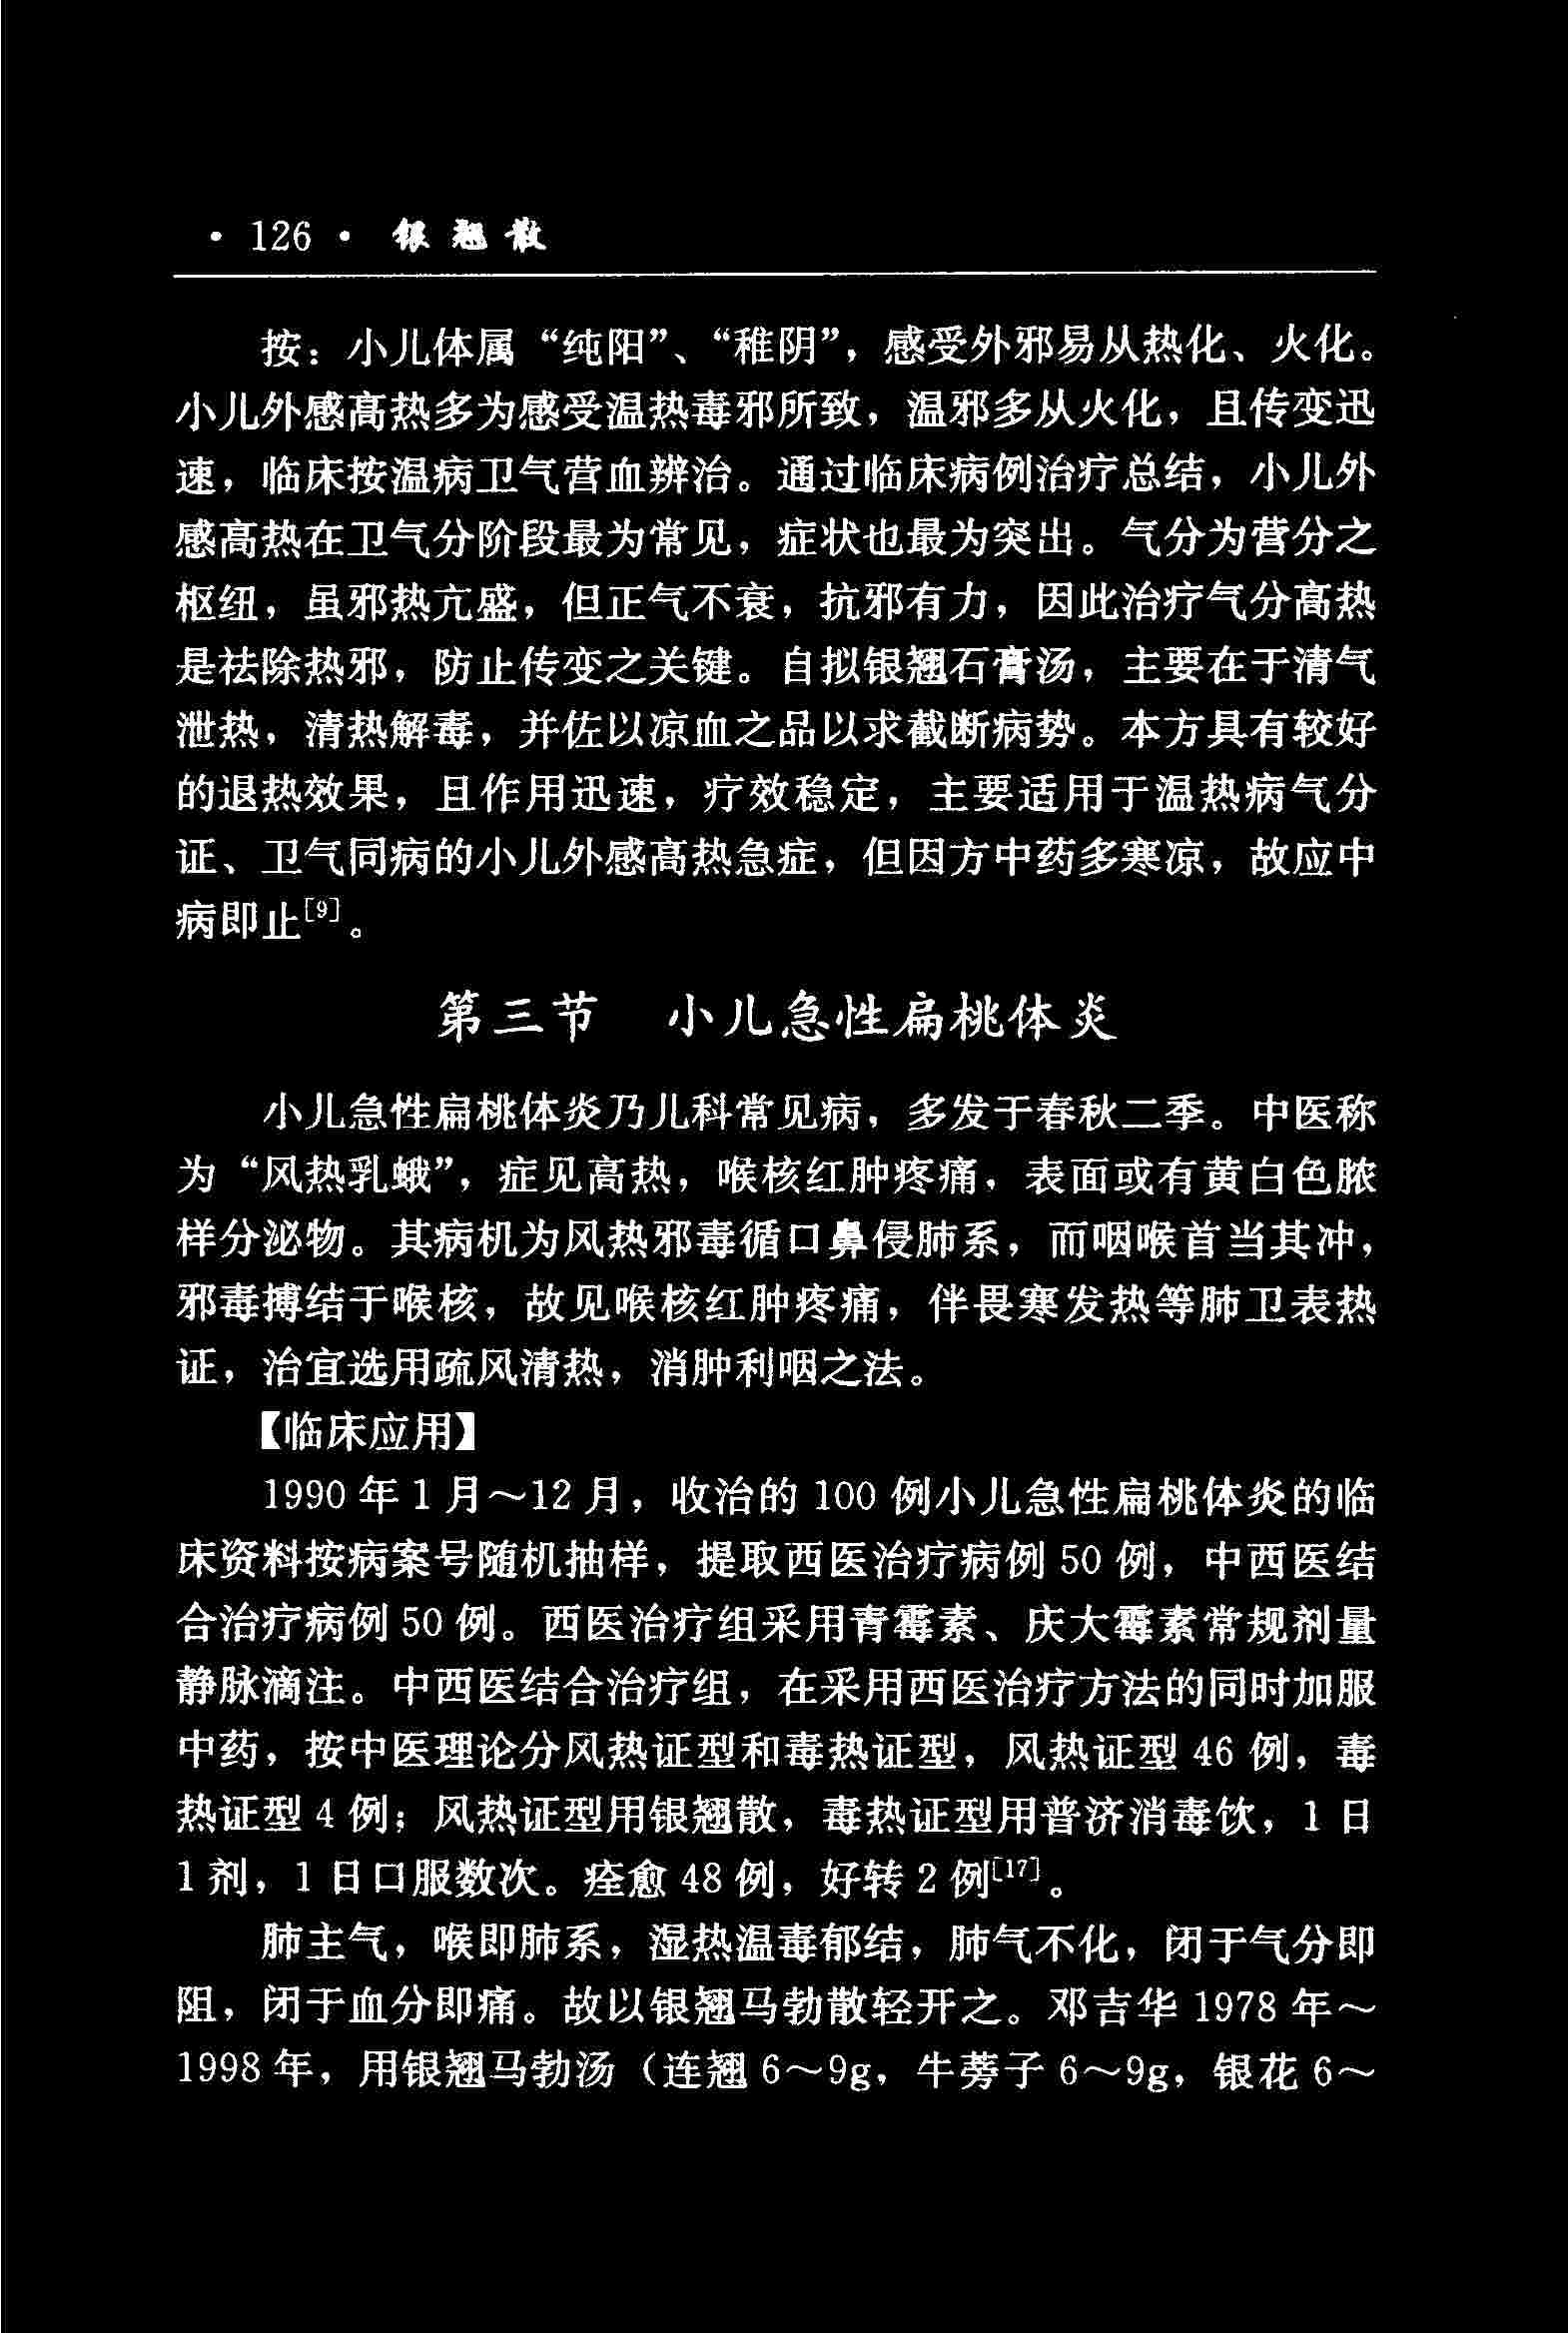 · 126 · 银翘散
按：小儿体属“纯阳”、“稚阴”，感受外邪易从热化、火化。
小儿外感高热多为感受温热毒邪所致，温邪多从火化，且传变迅
速，临床按温病卫气营血辨治。通过临床病例治疗总结，小儿外
感高热在卫气分阶段最为常见，症状也最为突出。气分为营分之
枢纽，虽邪热亢盛，但正气不衰，抗邪有力，因此治疗气分高热
是祛除热邪，防止传变之关键。自拟银翘石膏汤，主要在于清气
泄热，清热解毒，并佐以凉血之品以求截断病势。本方具有较好
的退热效果，且作用迅速，疗效稳定，主要适用于温热病气分
证、卫气同病的小儿外感高热急症，但因方中药多寒凉，故应中
病即止[9]。
第三节 小儿急性扁桃体炎
小儿急性扁桃体炎乃儿科常见病，多发于春秋二季。中医称
为“风热乳蛾”，症见高热，喉核红肿疼痛，表面或有黄白色脓
样分泌物。其病机为风热邪毒循口鼻侵肺系，而咽喉首当其冲，
邪毒搏结于喉核，故见喉核红肿疼痛，伴畏寒发热等肺卫表热
证，治宜选用疏风清热，消肿利咽之法。
【临床应用】
1990 年 1 月～12 月，收治的 100 例小儿急性扁桃体炎的临
床资料按病案号随机抽样，提取西医治疗病例 50 例，中西医结
合治疗病例 50 例。西医治疗组采用青霉素、庆大霉素常规剂量
静脉滴注。中西医结合治疗组，在采用西医治疗方法的同时加服
中药，按中医理论分风热证型和毒热证型，风热证型 46 例，毒
热证型 4 例；风热证型用银翘散，毒热证型用普济消毒饮，1 日
1 剂，1 日口服数次。痊愈 48 例，好转 2 例[17]。
肺主气，喉即肺系，湿热温毒郁结，肺气不化，闭于气分即
阻，闭于血分即痛。故以银翘马勃散轻开之。邓吉华 1978 年～
1998 年，用银翘马勃汤（连翘 6～9g，牛蒡子 6～9g，银花 6～